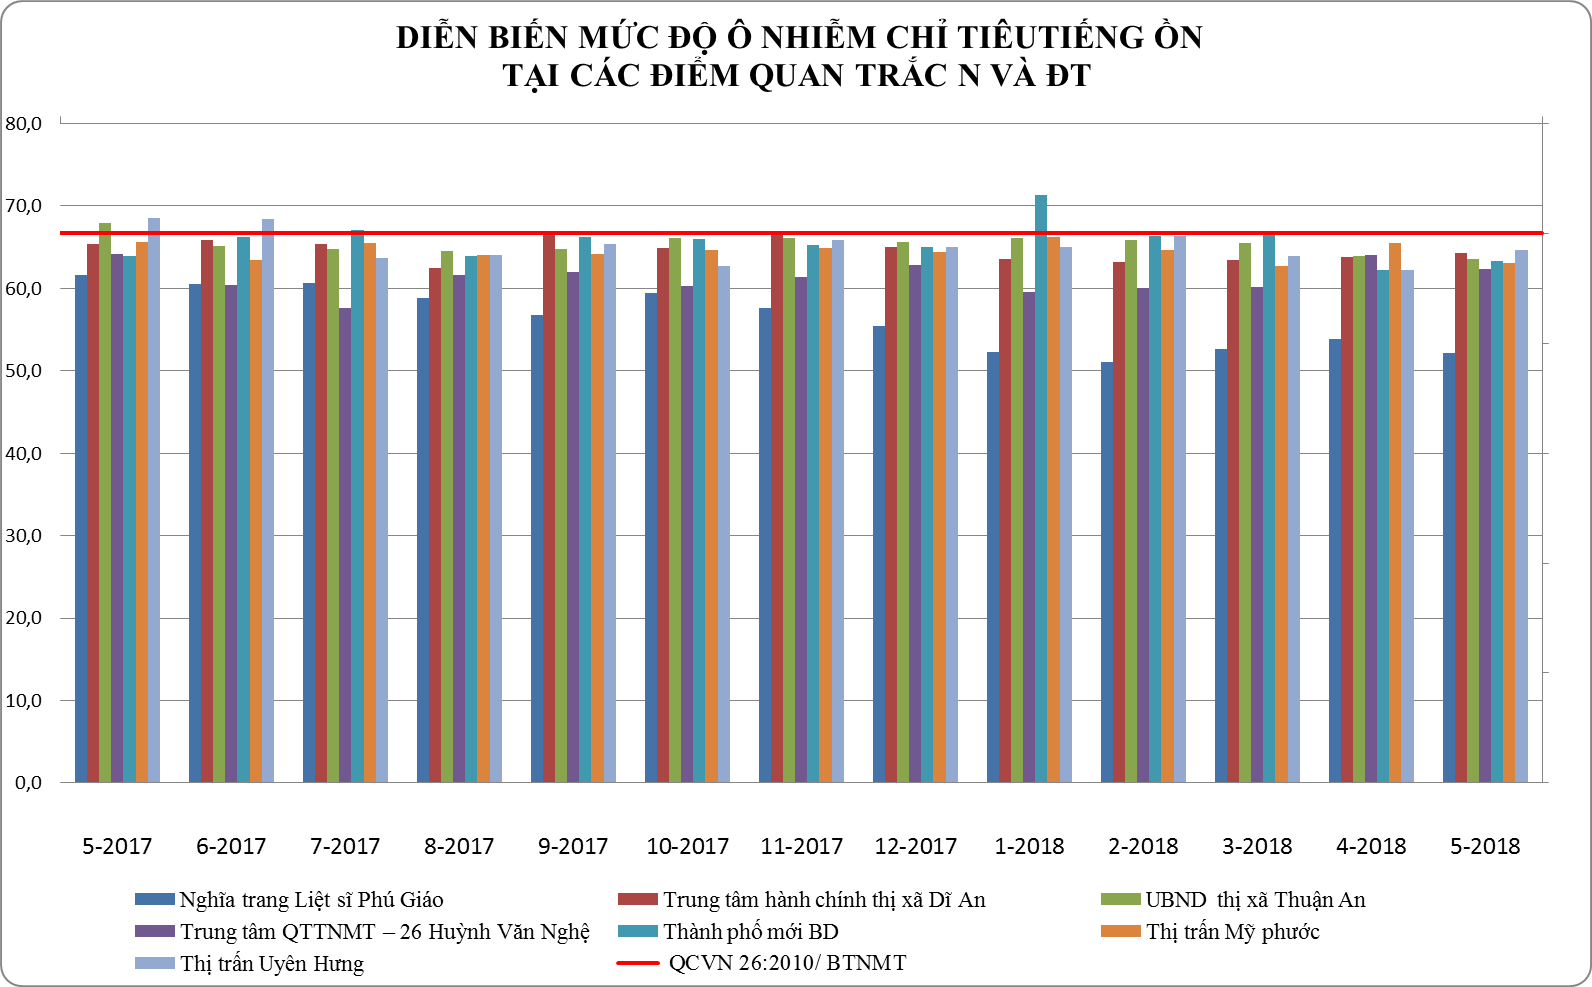 DIỄN BIẾN MỨC ĐỘ Ô NHIỄM CHỈ TIÊUTIẾNG ỒN
TẠI CÁC ĐIỂM QUAN TRẮC N VÀ ĐT
80,0
70,0
60,0
50,0
40,0
30,0
20,0
10,0
0,0
5-2017 6-2017 7-2017 8-2017 9-2017 10-2017 11-2017 12-2017 1-2018 2-2018 3-2018 4-2018 5-2018
Nghĩa trang Liệt sĩ Phú Giáo Trung tâm hành chính thị xã Dĩ An UBND thị xã Thuận An
Trung tâm QTTNMT – 26 Huỳnh Văn Nghệ Thành phố mới BD Thị trấn Mỹ phước
Thị trấn Uyên Hưng QCVN 26:2010/ BTNMT